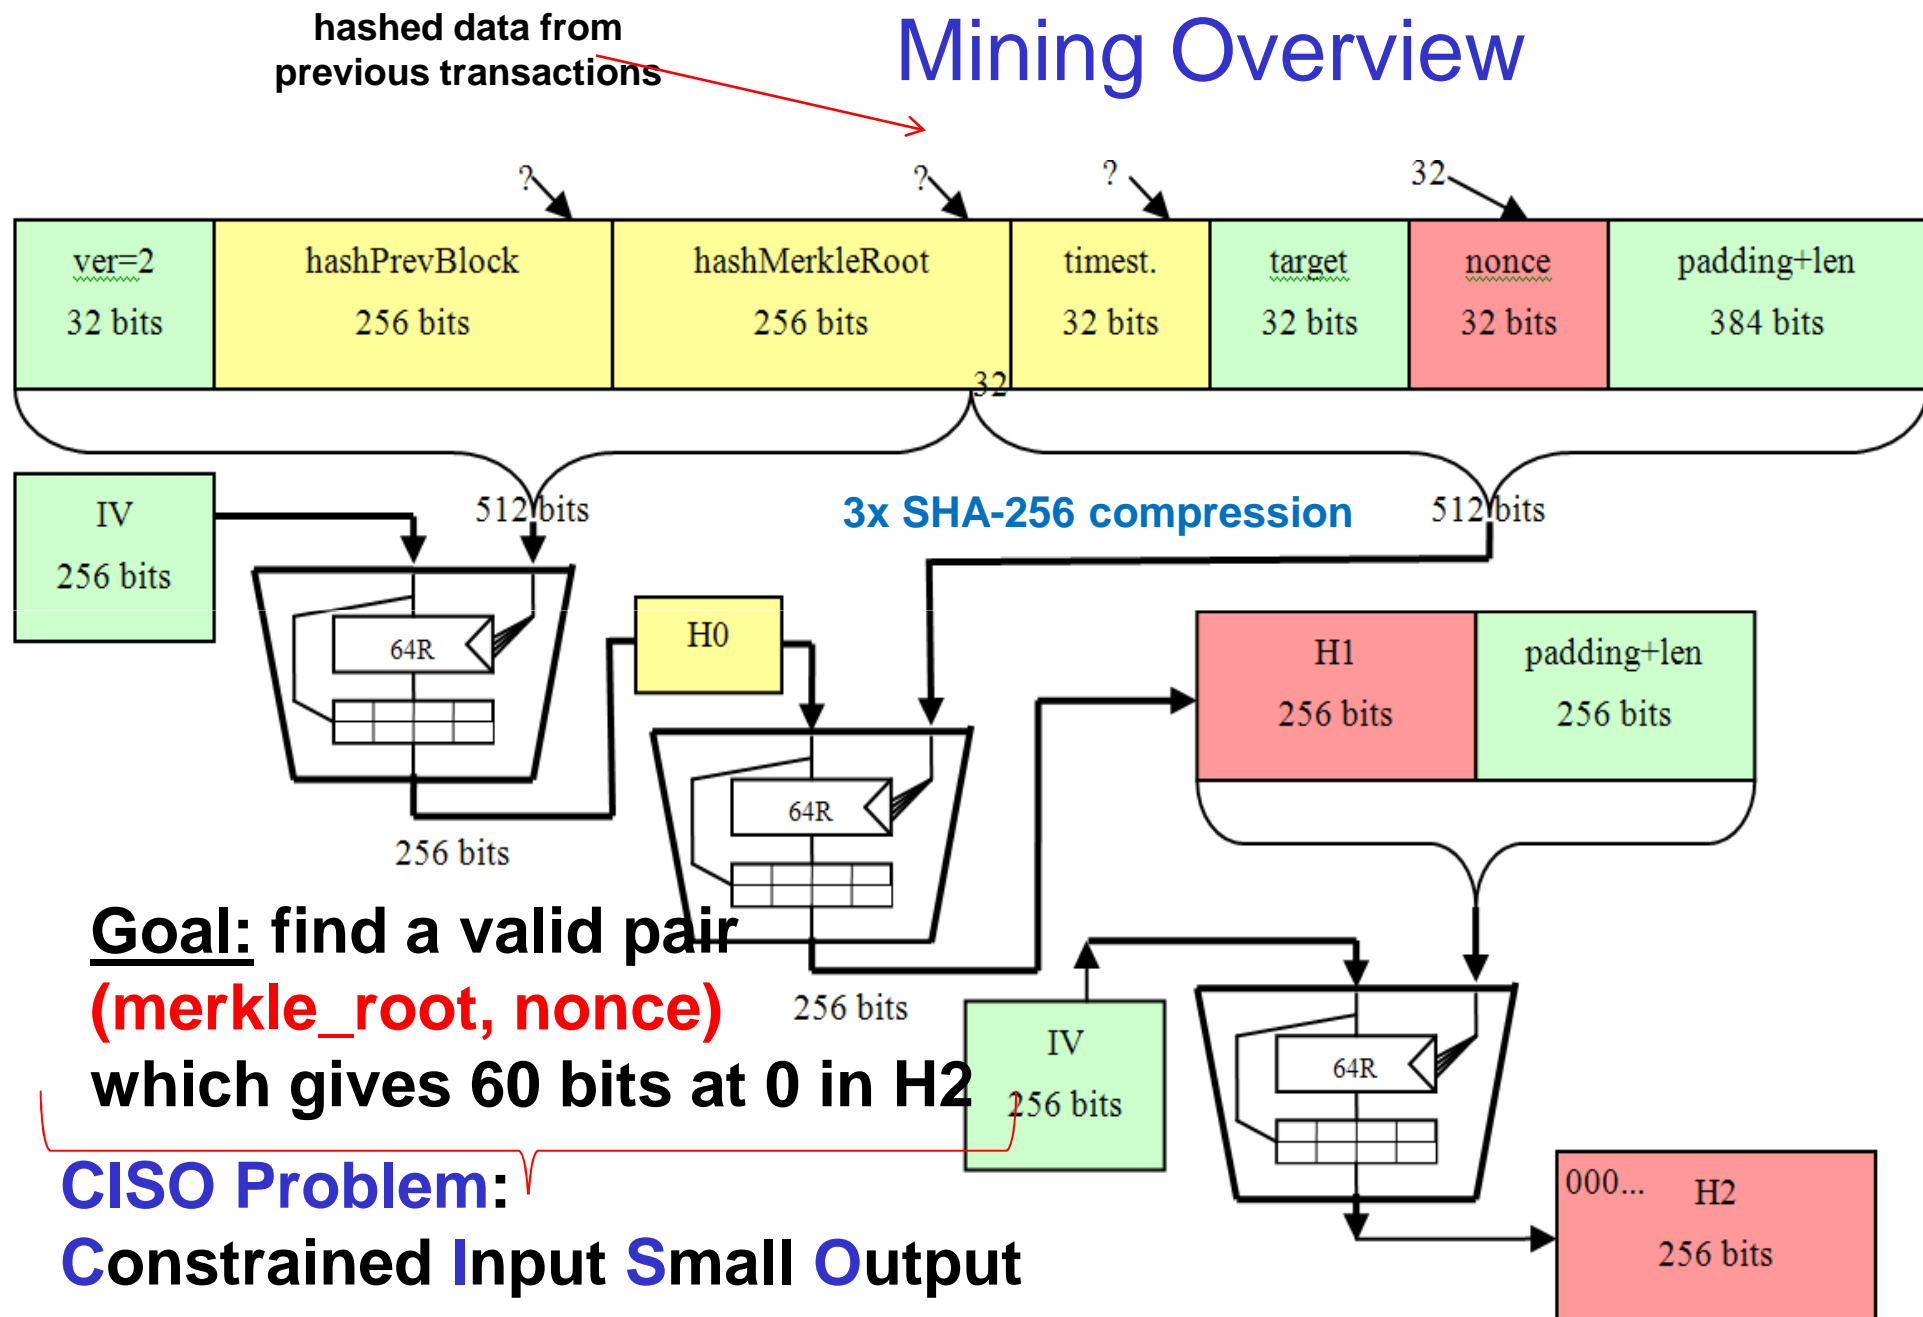 hashed data from
previous transactions
Mining Overview
?
?
?
32
ver=2
32 bits
hashPrevBlock
256 bits
hashMerkleRoot
256 bits
timest.
32 bits
target
32 bits
nonce
32 bits
padding+len
384 bits
32
IV
256 bits
512 bits
3x SHA-256 compression
512 bits
64R
H0
H1
256 bits
padding+len
256 bits
256 bits
64R
Goal: find a valid pair
(merkle_root, nonce)
which gives 60 bits at 0 in H2
256 bits
IV
256 bits
64R
CISO Problem:
Constrained Input Small Output
000...
H2
256 bits